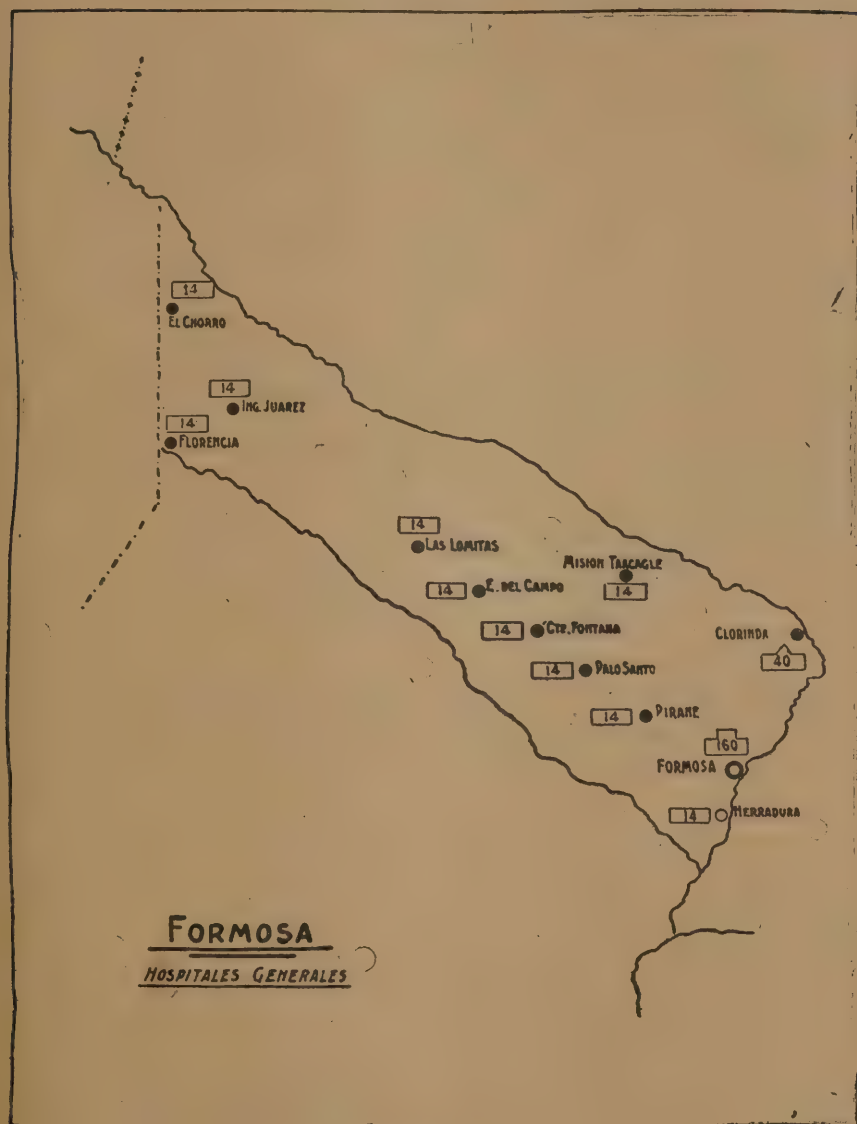 14
EL CHORRO
14
ING. JUAREZ
14
FLORENCIA
14
LAS LOMITAS
MISION TAACAGLE
14
14
E. DEL CAMPO
14
CTE. FONTANA
CLORINDA
40
14
PALO SANTO
14
PIRANE
160
FORMOSA
14
HERRADURA
FORMOSA
HOSPITALES GENERALES